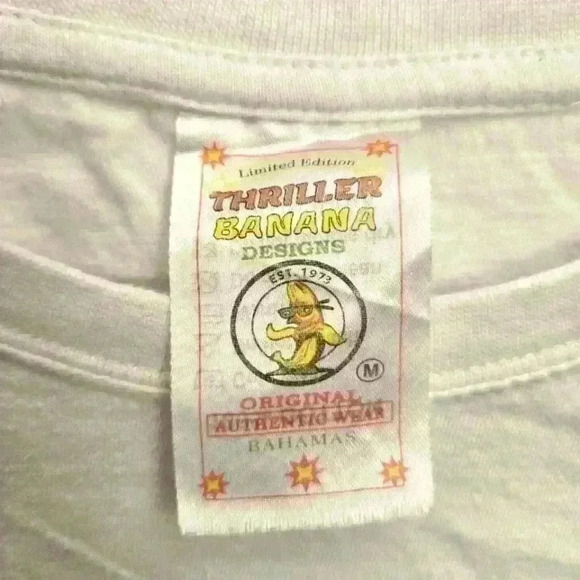 Limited Edition
THRILLER
BANANA
DESIGNS
EST. 1973
M
ORIGINAL
AUTHENTIC WEAR
BAHAMAS